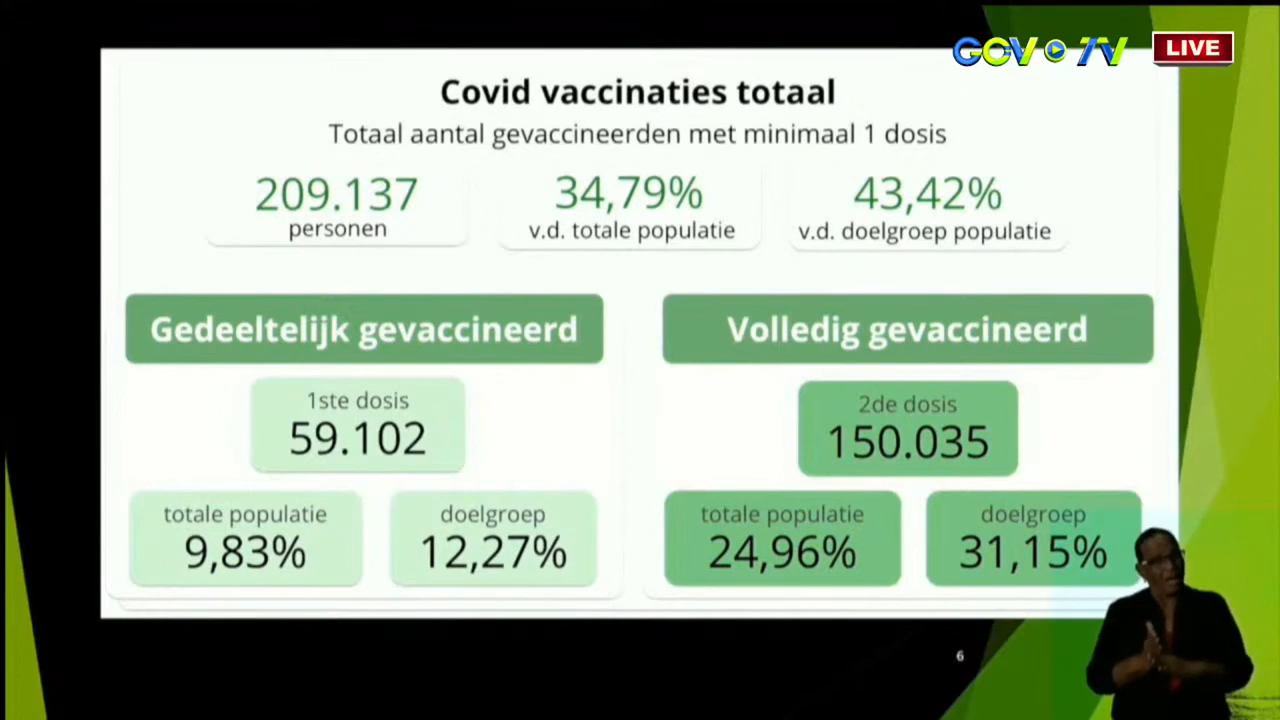 GOV TV
LIVE
Covid vaccinaties totaal
Totaal aantal gevaccineerden met minimaal 1 dosis
209.137
personen
34,79%
v.d. totale populatie
43,42%
v.d. doelgroep populatie
Gedeeltelijk gevaccineerd
1ste dosis
59.102
totale populatie
9,83%
doelgroep
12,27%
Volledig gevaccineerd
2de dosis
150.035
totale populatie
24,96%
doelgroep
31,15%
6